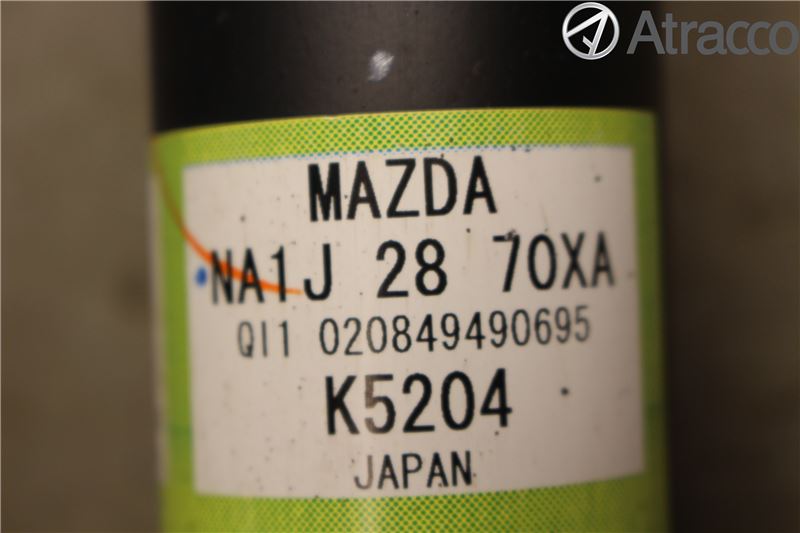 Atracco
MAZDA
NA1J 28 70XA
QI1 020849490695
K5204
JAPAN